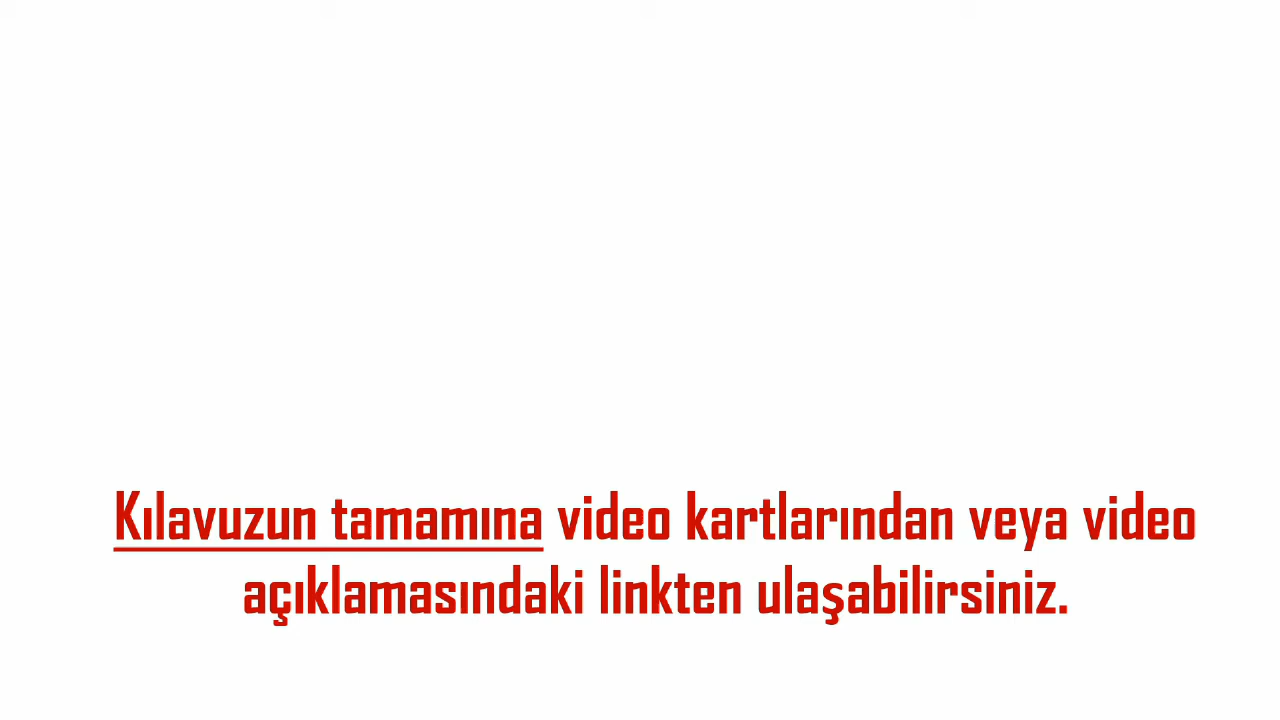 Kılavuzun tamamına video kartlarından veya video
açıklamasındaki linkten ulaşabilirsiniz.